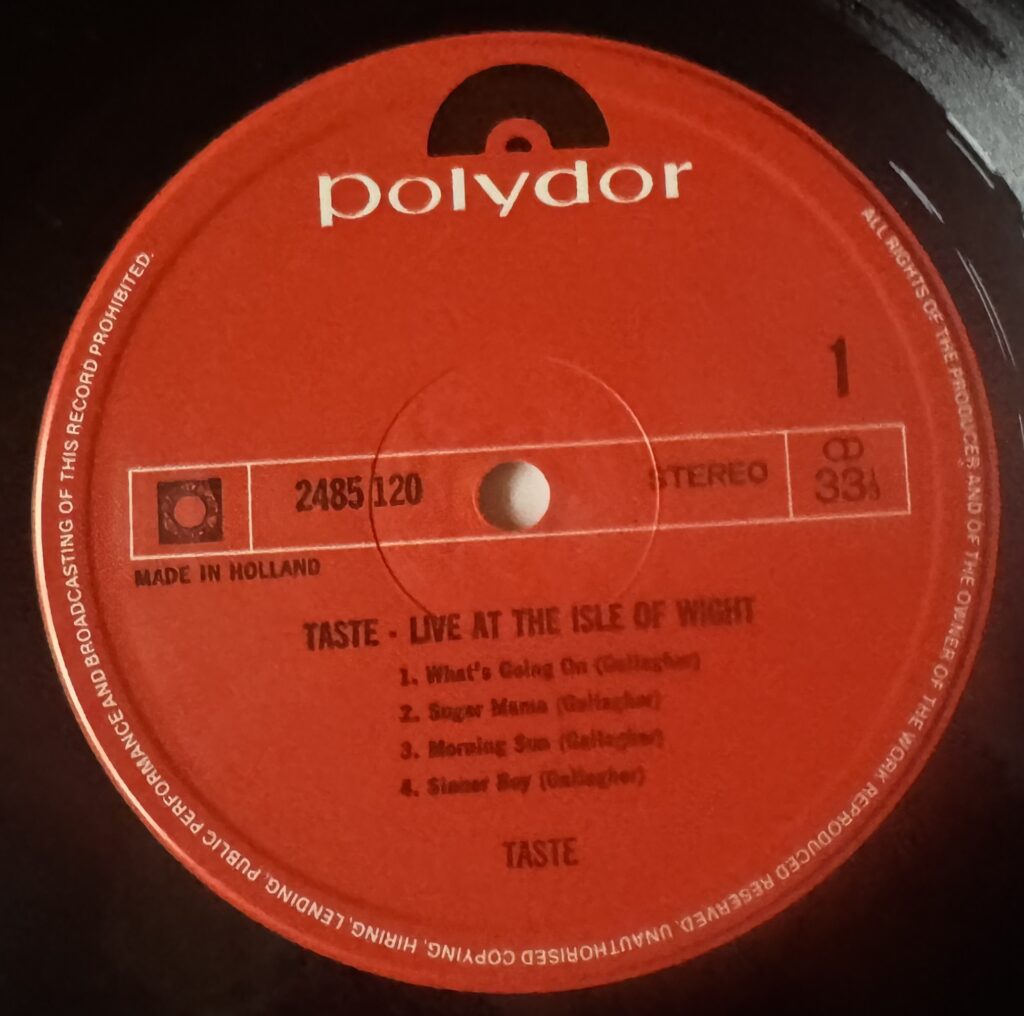 polydor
1
2485 120
STEREO
33⅓
MADE IN HOLLAND
TASTE - LIVE AT THE ISLE OF WIGHT
1. What's Going On (Gallagher)
2. Sugar Mama (Gallagher)
3. Morning Sun (Gallagher)
4. Sinner Boy (Gallagher)
TASTE
ALL RIGHTS OF THE PRODUCER AND OF THE OWNER OF THE WORK REPRODUCED RESERVED. UNAUTHORISED COPYING, HIRING, LENDING, PUBLIC PERFORMANCE AND BROADCASTING OF THIS RECORD PROHIBITED.